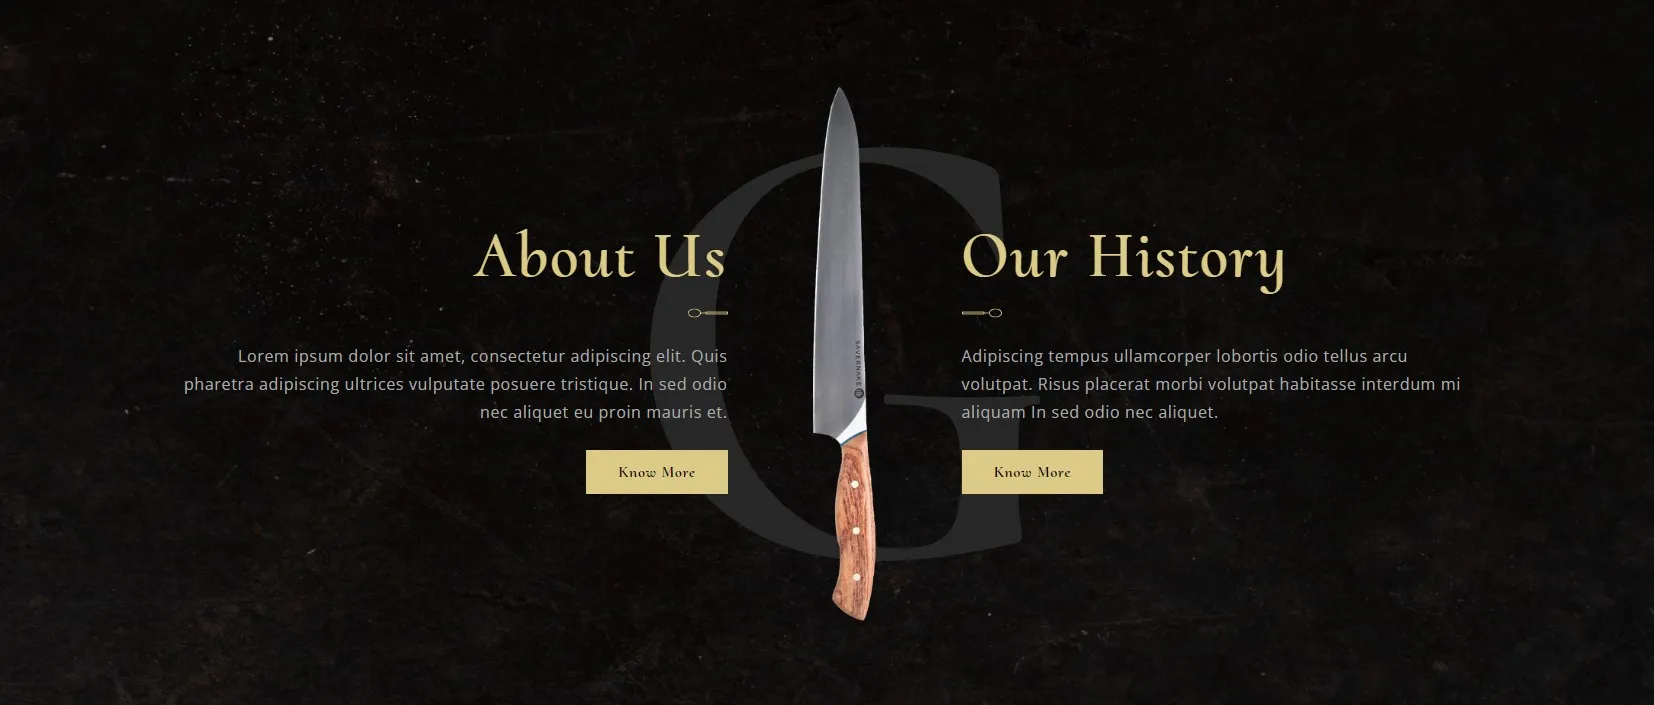 About Us
Lorem ipsum dolor sit amet, consectetur adipiscing elit. Quis
pharetra adipiscing ultrices vulputate posuere tristique. In sed odio
nec aliquet eu proin mauris et.
Know More
G
SAVERNAKE
Our History
Adipiscing tempus ullamcorper lobortis odio tellus arcu
volutpat. Risus placerat morbi volutpat habitasse interdum mi
aliquam In sed odio nec aliquet.
Know More